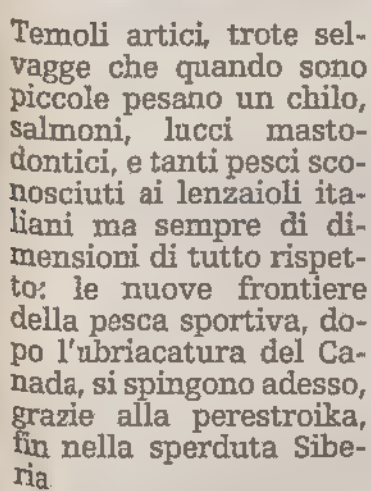 Temoli artici, trote sel-
vagge che quando sono
piccole pesano un chilo,
salmoni, lucci masto-
dontici, e tanti pesci sco-
nosciuti ai lenzaioli ita-
liani ma sempre di di-
mensioni di tutto rispet-
to: le nuove frontiere
della pesca sportiva, do-
po l'ubriacatura del Ca-
nada, si spingono adesso,
grazie alla perestroika,
fin nella sperduta Sibe-
ria